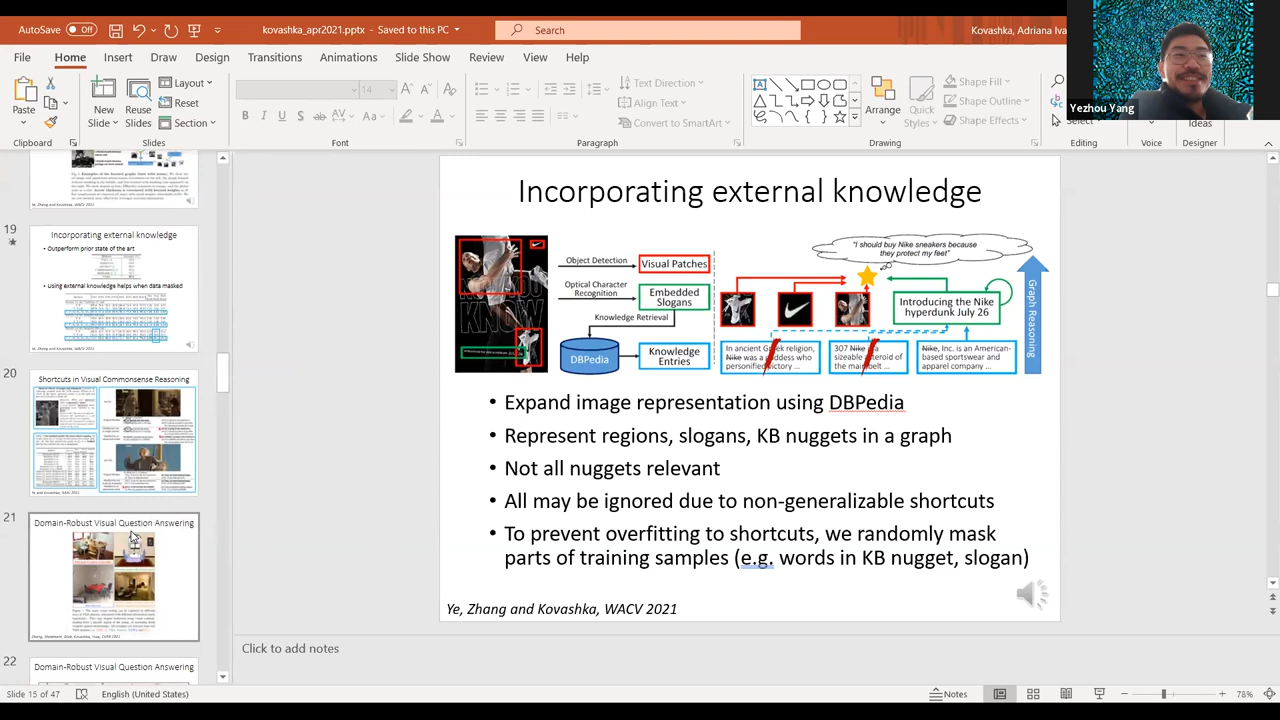 AutoSave Off
kovashka_apr2021.pptx - Saved to this PC
Search
Kovashka, Adriana Iva
File Home Insert Draw Design Transitions Animations Slide Show Review View Help
Paste
New Slides
Reuse Slides
Layout
Reset
Section
14
Text Direction
Align Text
Convert to SmartArt
Arrange
Quick Styles
Shape Fill
Shape Outline
Shape Effects
Select
Ideas
Clipboard Slides Font Paragraph Drawing Editing Voice Designer
Yezhou Yang
19
Incorporating external knowledge
• Outperform prior state of the art
• Using external knowledge helps when data maps
20
Shortcuts in Visual Commonsense Reasoning
21
Domain-Robust Visual Question Answering
22
Domain-Robust Visual Question Answering
Incorporating external knowledge
Object Detection
Visual Patches
Optical Character Recognition
Embedded Slogans
Knowledge Retrieval
DBPedia
Knowledge Entries
"I should buy Nike sneakers because they protect my feet"
Introducing the Nike hyperdunk July 26
In ancient Greek religion, Nike was a goddess who personified victory ...
307 Nike is a sizeable asteroid of the main belt ...
Nike, Inc. is an American-based sportswear and apparel company ...
Graph Reasoning
• Expand image representation using DBPedia
• Represent regions, slogans, KB nuggets in a graph
• Not all nuggets relevant
• All may be ignored due to non-generalizable shortcuts
• To prevent overfitting to shortcuts, we randomly mask
parts of training samples (e.g. words in KB nugget, slogan)
Ye, Zhang and Kovashka, WACV 2021
Click to add notes
Slide 15 of 47
English (United States)
Notes
78%